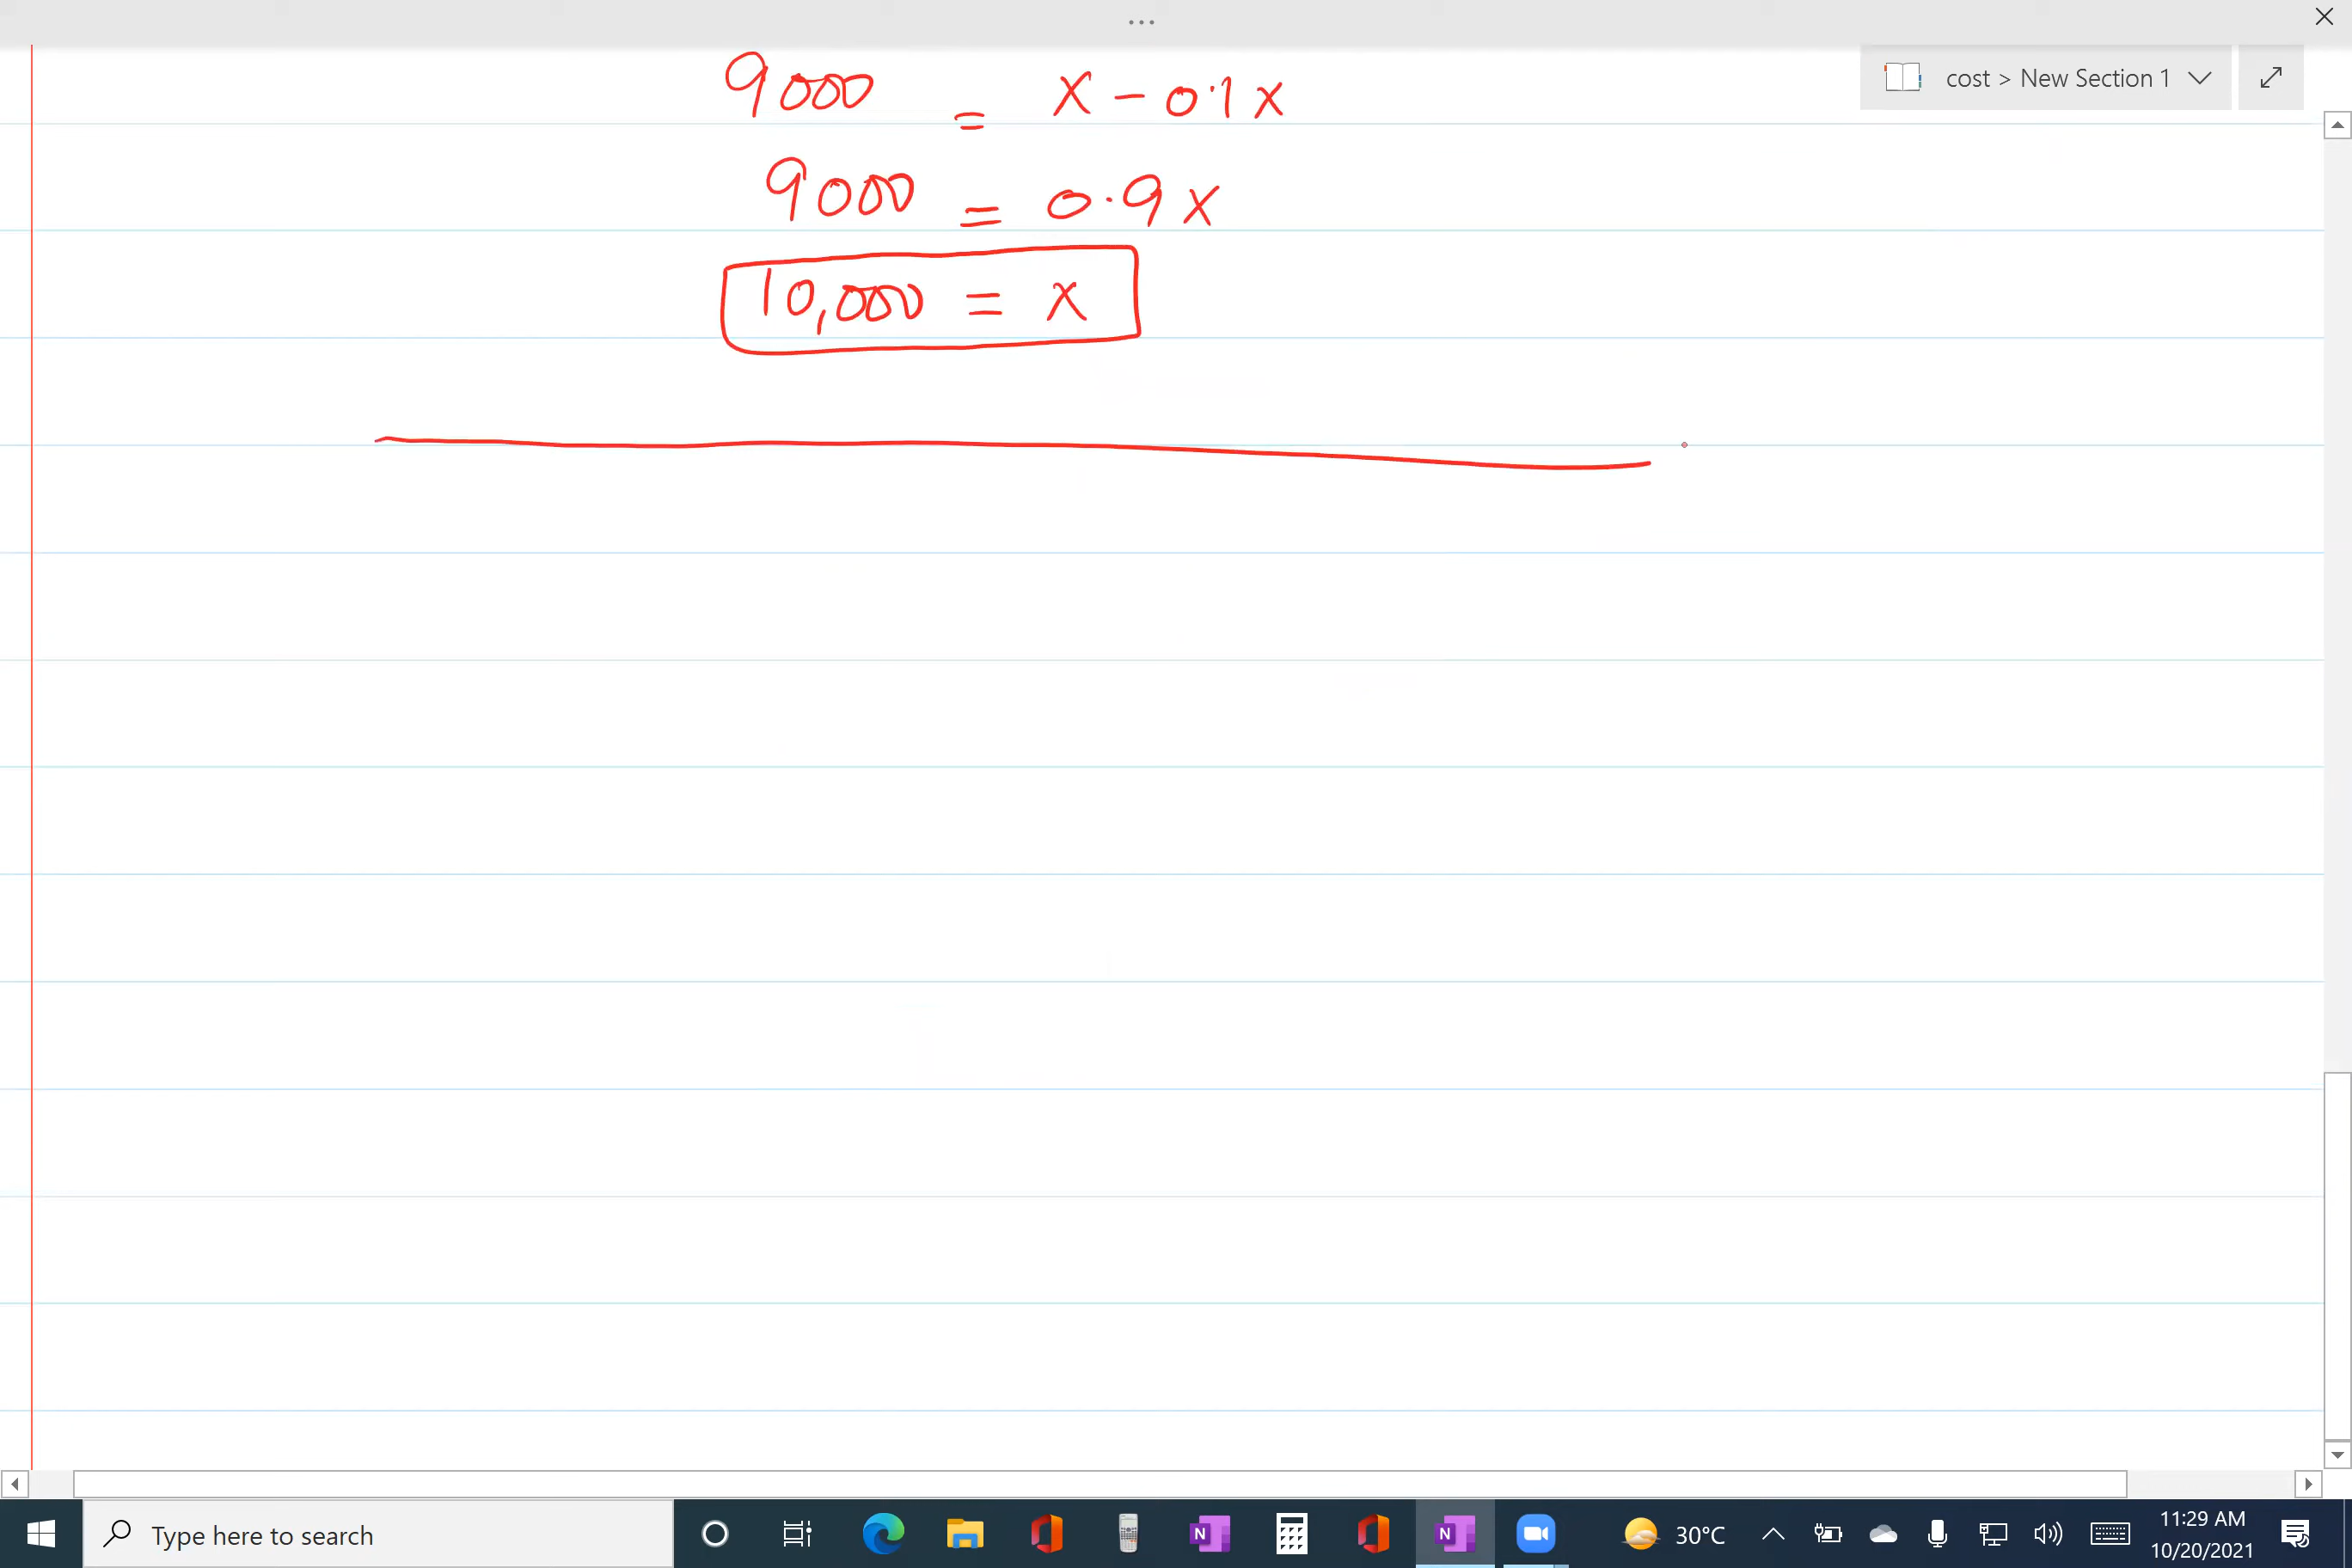 9000 = x - 0.1x
cost > New Section 1
9000 = 0.9x
10,000 = x
Type here to search
30°C
11:29 AM
10/20/2021